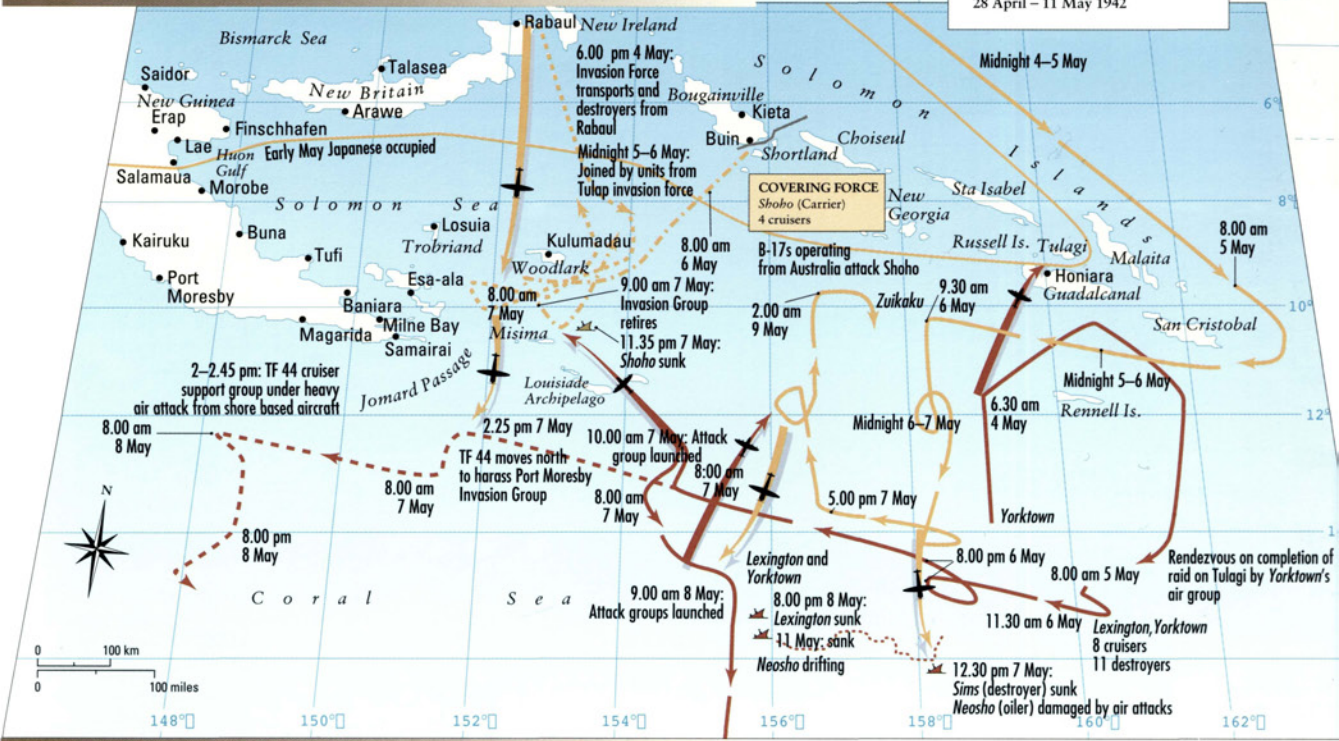 28 April – 11 May 1942
Rabaul
New Ireland
Bismarck Sea
Talasea
Saidor
New Britain
New Guinea
Arawe
Erap
Finschhafen
Lae
Huon
Gulf
Early May Japanese occupied
Salamaua
Morobe
6.00 pm 4 May:
Invasion Force
transports and
destroyers from
Rabaul
Midnight 5–6 May:
Joined by units from
Tulap invasion force
Bougainville
Kieta
Buin
Shortland
Choiseul
Solomon Islands
Midnight 4–5 May
6°
COVERING FORCE
Shoho (Carrier)
4 cruisers
New
Georgia
Sta Isabel
8°
Solomon Sea
Losuia
Trobriand
Buna
Kairuku
Tufi
Kulumadau
Woodlark
8.00 am
6 May
B-17s operating
from Australia attack Shoho
Russell Is.
Tulagi
Malaita
8.00 am
5 May
Honiara
Guadalcanal
Port
Moresby
Esa-ala
Baniara
Milne Bay
Magarida
Samairai
8.00 am
7 May
Misima
9.00 am 7 May:
Invasion Group
retires
11.35 pm 7 May:
Shoho sunk
2.00 am
9 May
Zuikaku
9.30 am
6 May
10°
San Cristobal
Midnight 5–6 May
Rennell Is.
2–2.45 pm: TF 44 cruiser
support group under heavy
air attack from shore based aircraft
Jomard Passage
Louisiade
Archipelago
8.00 am
8 May
2.25 pm 7 May
TF 44 moves north
to harass Port Moresby
Invasion Group
10.00 am 7 May: Attack
group launched
8:00 am
7 May
Midnight 6–7 May
6.30 am
4 May
12°
8.00 am
7 May
8.00 am
7 May
5.00 pm 7 May
Yorktown
N
8.00 pm
8 May
Lexington and
Yorktown
8.00 pm 6 May
8.00 am 5 May
Rendezvous on completion of
raid on Tulagi by Yorktown's
air group
Coral Sea
9.00 am 8 May:
Attack groups launched
8.00 pm 8 May:
Lexington sunk
11 May: sunk
Neosho drifting
11.30 am 6 May
Lexington, Yorktown
8 cruisers
11 destroyers
12.30 pm 7 May:
Sims (destroyer) sunk
Neosho (oiler) damaged by air attacks
0 100 km
0 100 miles
148° 150° 152° 154° 156° 158° 160° 162°